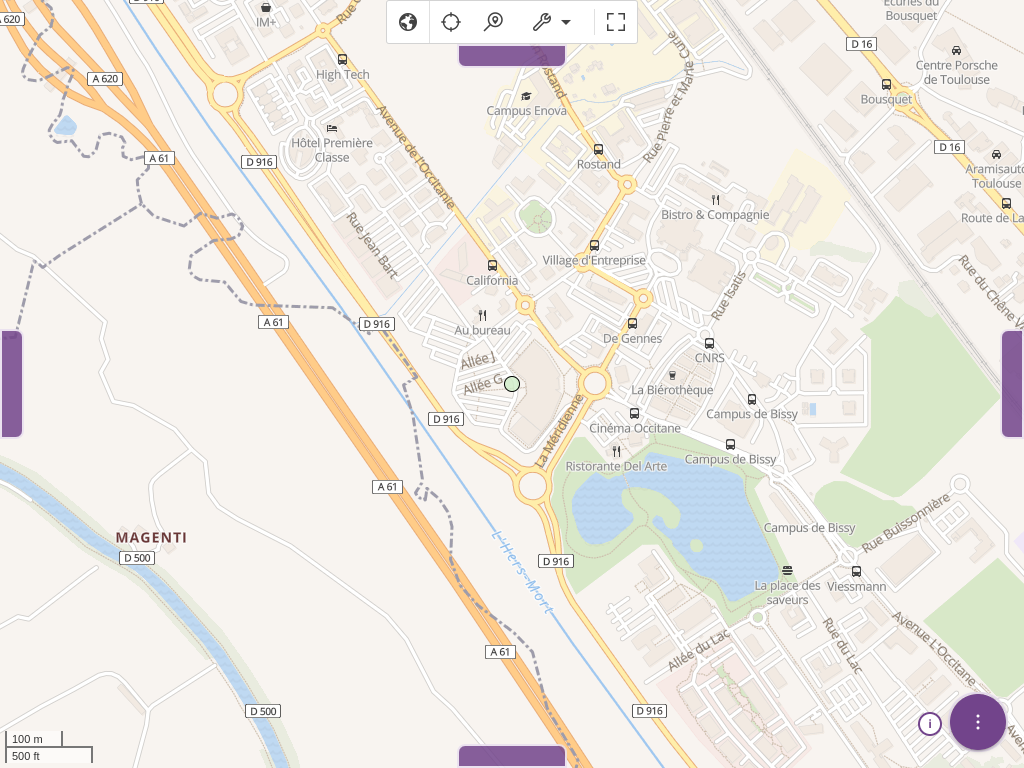 D 916
A 620
IM+
Rue
Écuries du
Bousquet
D 16
High Tech
A 620
Rostand
Rue Pierre et Marie Curie
Centre Porsche
de Toulouse
Bousquet
Campus Enova
Avenue de l'Occitanie
Hôtel Première
Classe
A 61
D 916
Rostand
D 16
Aramisauto
Toulouse
Bistro & Compagnie
Route de La
Rue Jean Bart
Village d'Entreprise
California
Rue du Chêne V
Rue Isatis
A 61
D 916
Au bureau
De Gennes
CNRS
Allée J
Allée G
La Biérothèque
D 916
La Méridienne
Cinéma Occitane
Campus de Bissy
Ristorante Del Arte
Campus de Bissy
A 61
Rue Buissonnière
Campus de Bissy
MAGENTI
D 500
L'Hers-Mort
D 916
La place des
saveurs
Viessmann
Avenue L'Occitane
Rue du Lac
Allée du Lac
A 61
D 500
D 916
i
Aven
100 m
500 ft